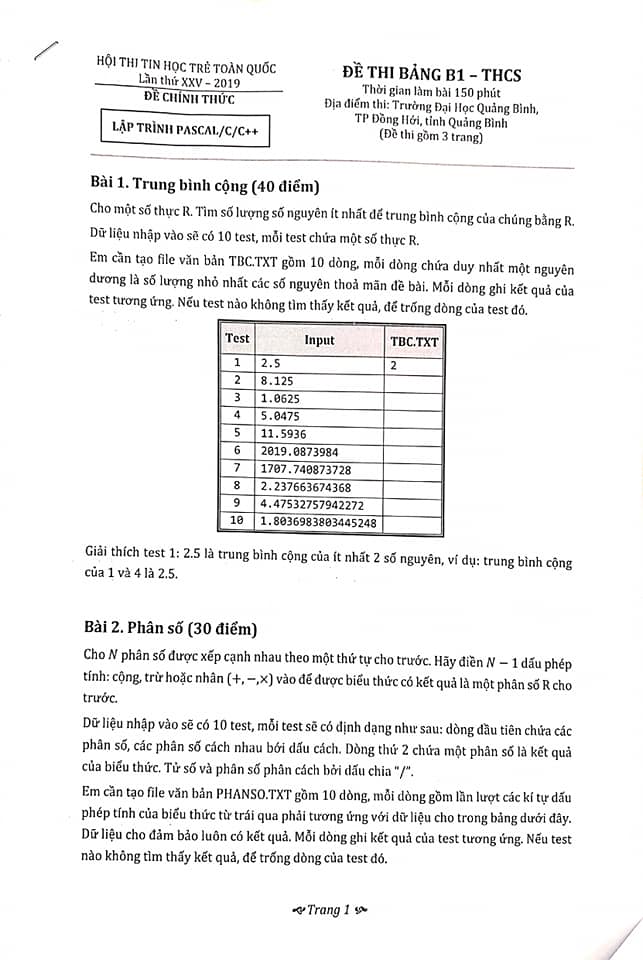 HỘI THI TIN HỌC TRẺ TOÀN QUỐC
Lần thứ XXV – 2019
ĐỀ CHÍNH THỨC
LẬP TRÌNH PASCAL/C/C++
ĐỀ THI BẢNG B1 – THCS
Thời gian làm bài 150 phút
Địa điểm thi: Trường Đại Học Quảng Bình,
TP Đồng Hới, tỉnh Quảng Bình
(Đề thi gồm 3 trang)
Bài 1. Trung bình cộng (40 điểm)
Cho một số thực R. Tìm số lượng số nguyên ít nhất để trung bình cộng của chúng bằng R.
Dữ liệu nhập vào sẽ có 10 test, mỗi test chứa một số thực R.
Em cần tạo file văn bản TBC.TXT gồm 10 dòng, mỗi dòng chứa duy nhất một nguyên
dương là số lượng nhỏ nhất các số nguyên thoả mãn đề bài. Mỗi dòng ghi kết quả của
test tương ứng. Nếu test nào không tìm thấy kết quả, để trống dòng của test đó.
Test Input TBC.TXT
1 2.5 2
2 8.125
3 1.0625
4 5.0475
5 11.5936
6 2019.0873984
7 1707.740873728
8 2.237663674368
9 4.47532757942272
10 1.8036983803445248
Giải thích test 1: 2.5 là trung bình cộng của ít nhất 2 số nguyên, ví dụ: trung bình cộng
của 1 và 4 là 2.5.
Bài 2. Phân số (30 điểm)
Cho N phân số được xếp cạnh nhau theo một thứ tự cho trước. Hãy điền N − 1 dấu phép
tính: cộng, trừ hoặc nhân (+, −,×) vào để được biểu thức có kết quả là một phân số R cho
trước.
Dữ liệu nhập vào sẽ có 10 test, mỗi test sẽ có định dạng như sau: dòng đầu tiên chứa các
phân số, các phân số cách nhau bởi dấu cách. Dòng thứ 2 chứa một phân số là kết quả
của biểu thức. Tử số và phân số phân cách bởi dấu chia "/".
Em cần tạo file văn bản PHANSO.TXT gồm 10 dòng, mỗi dòng gồm lần lượt các kí tự dấu
phép tính của biểu thức từ trái qua phải tương ứng với dữ liệu cho trong bảng dưới đây.
Dữ liệu cho đảm bảo luôn có kết quả. Mỗi dòng ghi kết quả của test tương ứng. Nếu test
nào không tìm thấy kết quả, để trống dòng của test đó.
Trang 1